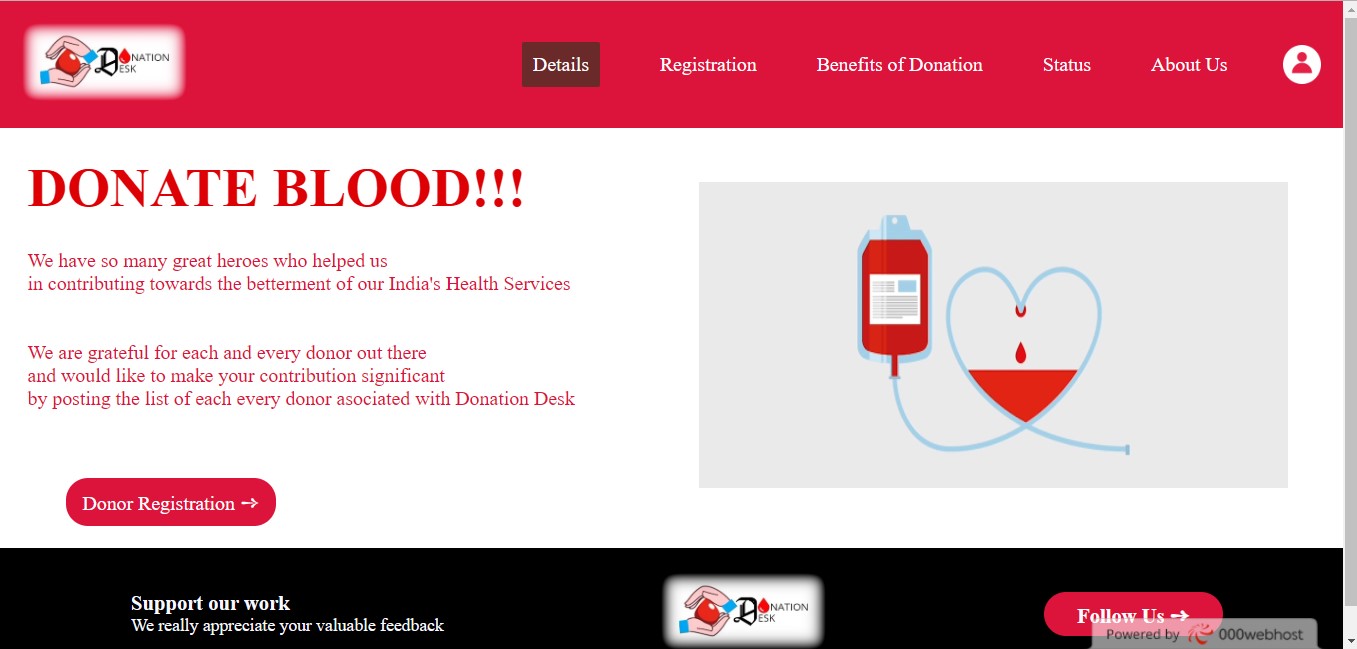 DONATION
DESK
Details
Registration
Benefits of Donation
Status
About Us
DONATE BLOOD!!!
We have so many great heroes who helped us
in contributing towards the betterment of our India's Health Services
We are grateful for each and every donor out there
and would like to make your contribution significant
by posting the list of each every donor asociated with Donation Desk
Donor Registration ➙
Support our work
We really appreciate your valuable feedback
DONATION
DESK
Follow Us ➙
Powered by 000webhost